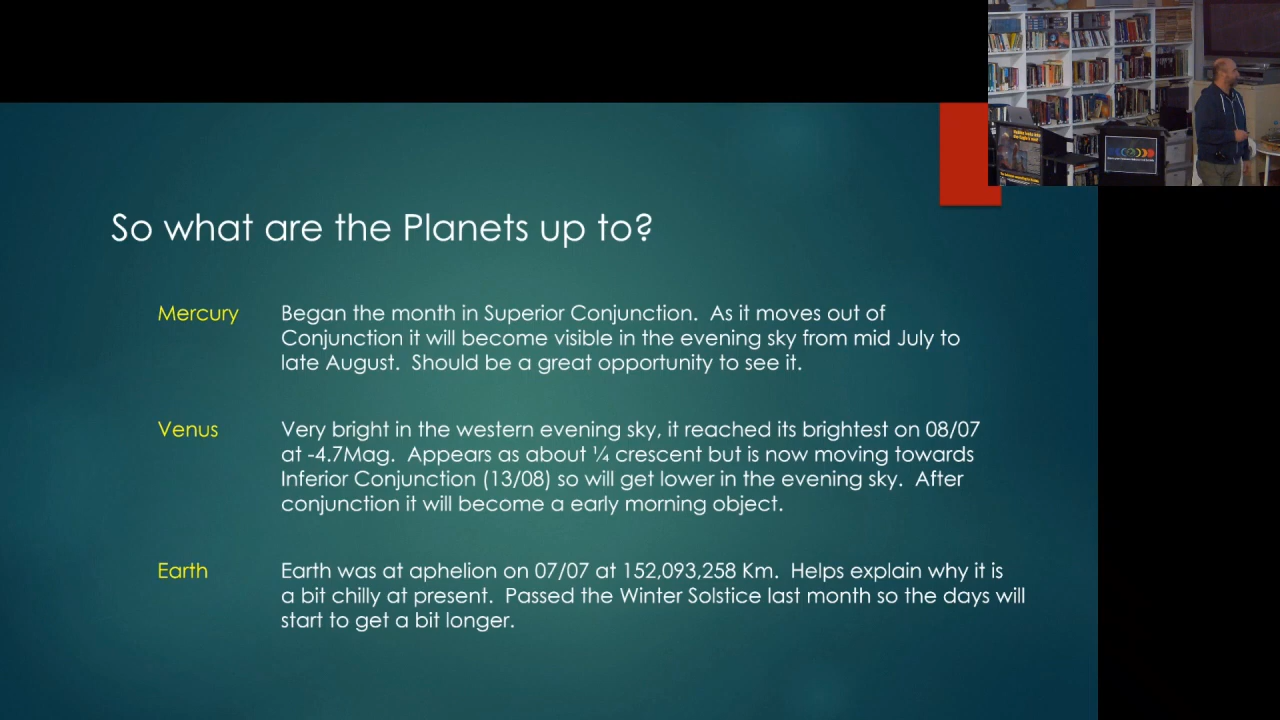 So what are the Planets up to?
Mercury
Began the month in Superior Conjunction. As it moves out of
Conjunction it will become visible in the evening sky from mid July to
late August. Should be a great opportunity to see it.
Venus
Very bright in the western evening sky, it reached its brightest on 08/07
at -4.7Mag. Appears as about ¼ crescent but is now moving towards
Inferior Conjunction (13/08) so will get lower in the evening sky. After
conjunction it will become a early morning object.
Earth
Earth was at aphelion on 07/07 at 152,093,258 Km. Helps explain why it is
a bit chilly at present. Passed the Winter Solstice last month so the days will
start to get a bit longer.